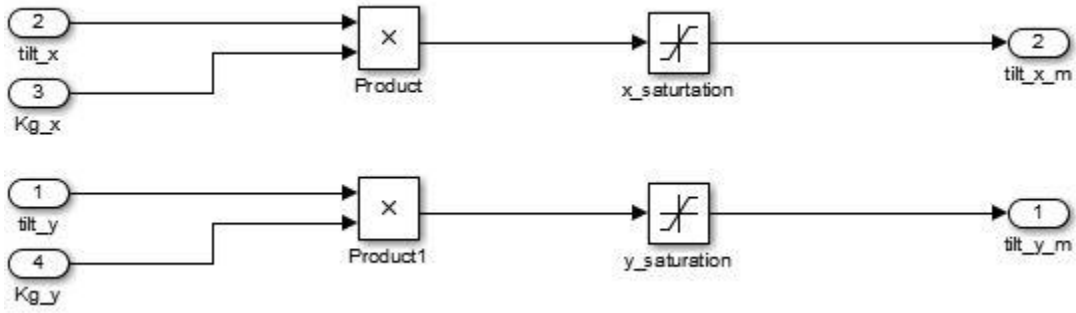 2
tilt_x
3
Kg_x
×
Product
x_saturtation
2
tilt_x_m
1
tilt_y
4
Kg_y
×
Product1
y_saturation
1
tilt_y_m